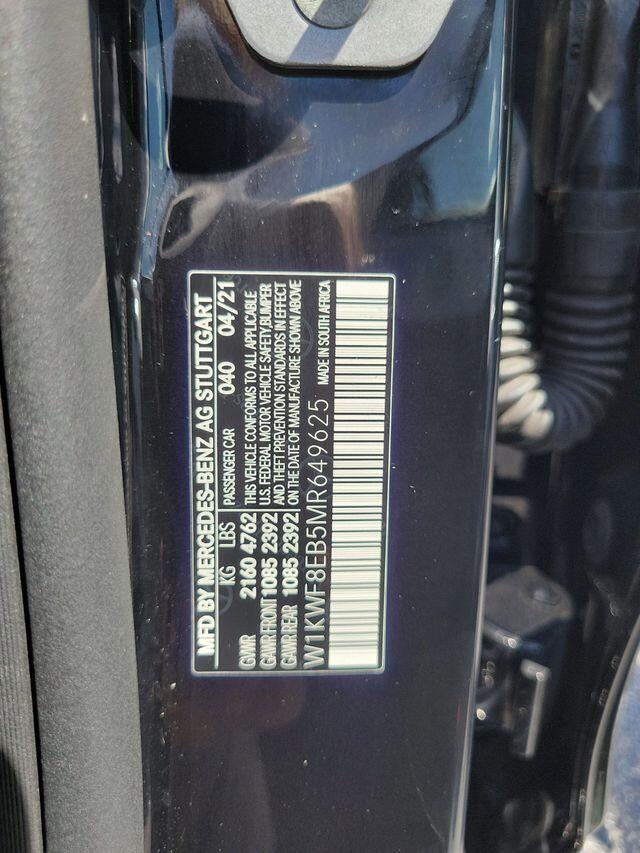 MFD BY MERCEDES-BENZ AG STUTTGART
KG LBS PASSENGER CAR 040 04/21
GVWR 2160 4762 THIS VEHICLE CONFORMS TO ALL APPLICABLE
GAWR FRONT 1085 2392 U.S. FEDERAL MOTOR VEHICLE SAFETY, BUMPER
AND THEFT PREVENTION STANDARDS IN EFFECT
GAWR REAR 1085 2392 ON THE DATE OF MANUFACTURE SHOWN ABOVE
W1KWF8EB5MR649625 MADE IN SOUTH AFRICA